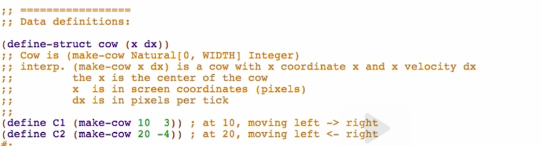 ;; =================
;; Data definitions:
(define-struct cow (x dx))
;; Cow is (make-cow Natural[0, WIDTH] Integer)
;; interp. (make-cow x dx) is a cow with x coordinate x and x velocity dx
;; the x is the center of the cow
;; x is in screen coordinates (pixels)
;; dx is in pixels per tick
;;
(define C1 (make-cow 10 3)) ; at 10, moving left -> right
(define C2 (make-cow 20 -4)) ; at 20, moving left <- right
#;